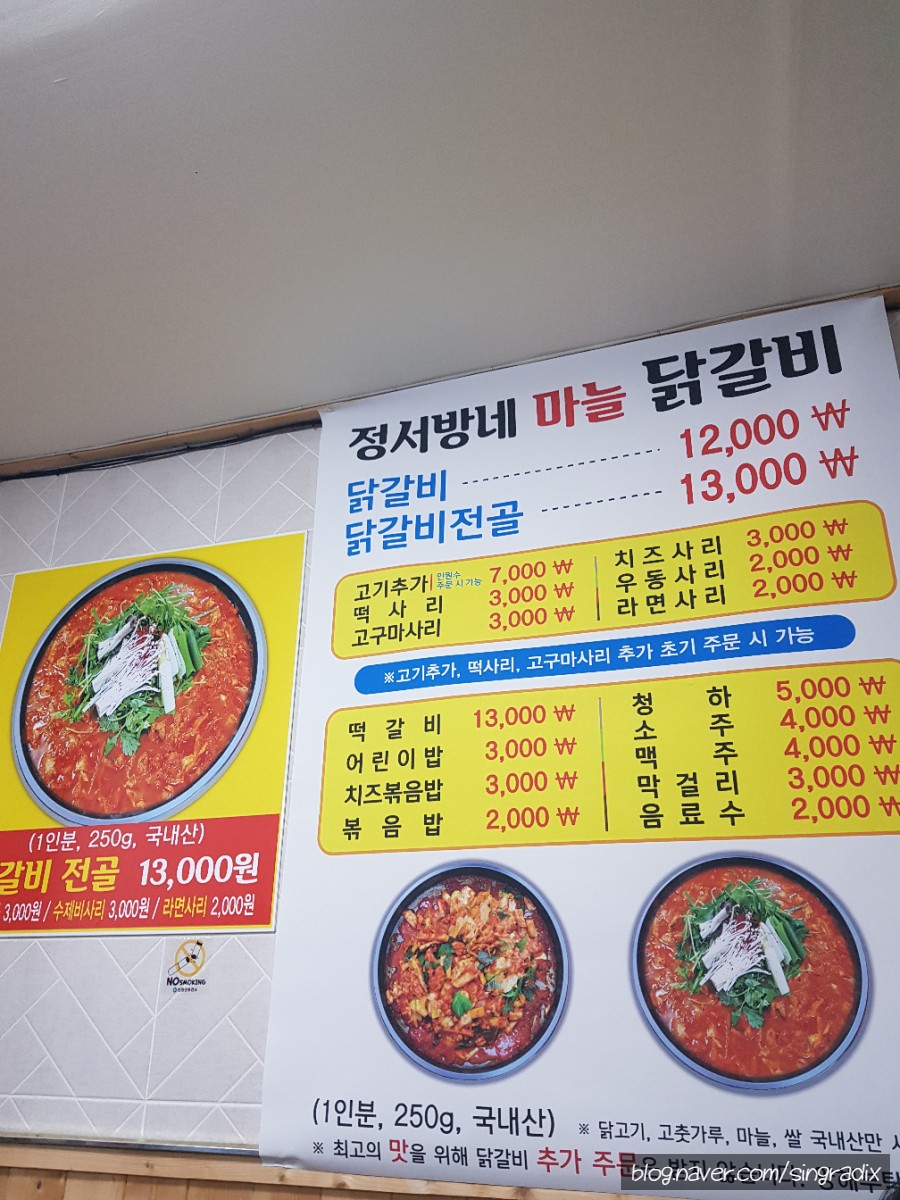 정서방네 마늘 닭갈비
닭갈비 12,000 ₩
닭갈비전골 13,000 ₩
고기추가 인원수 주문 시 가능 7,000 ₩
떡사리 3,000 ₩
고구마사리 3,000 ₩
치즈사리 3,000 ₩
우동사리 2,000 ₩
라면사리 2,000 ₩
※고기추가, 떡사리, 고구마사리 추가 초기 주문 시 가능
떡갈비 13,000 ₩
어린이밥 3,000 ₩
치즈볶음밥 3,000 ₩
볶음밥 2,000 ₩
청하 5,000 ₩
소주 4,000 ₩
맥주 4,000 ₩
막걸리 3,000 ₩
음료수 2,000 ₩
(1인분, 250g, 국내산)
※ 닭고기, 고춧가루, 마늘, 쌀 국내산만
※ 최고의 맛을 위해 닭갈비 추가 주문
(1인분, 250g, 국내산)
갈비 전골 13,000원
3,000원 / 수제비사리 3,000원 / 라면사리 2,000원
NO SMOKING
blog.naver.com/singradix